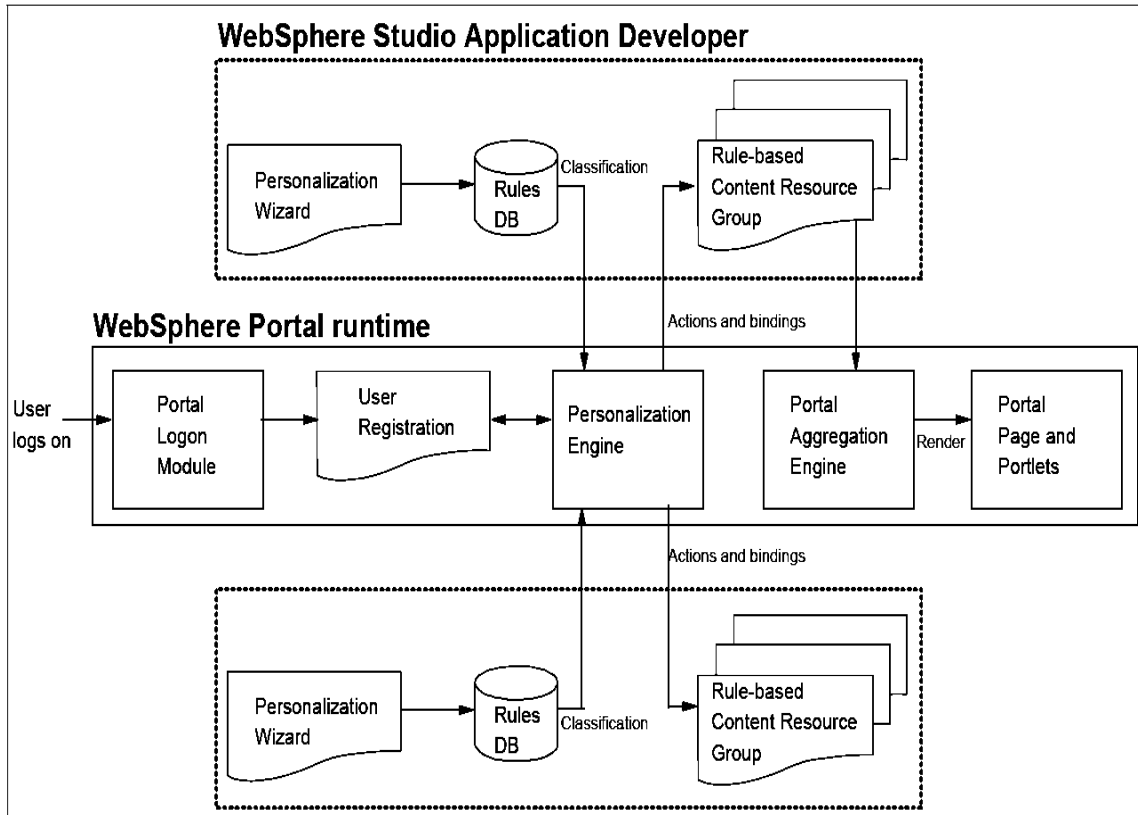 WebSphere Studio Application Developer
Personalization
Wizard
Rules
DB
Classification
Rule-based
Content Resource
Group
Actions and bindings
WebSphere Portal runtime
User
logs on
Portal
Logon
Module
User
Registration
Personalization
Engine
Portal
Aggregation
Engine
Render
Portal
Page and
Portlets
Actions and bindings
Personalization
Wizard
Rules
DB
Classification
Rule-based
Content Resource
Group